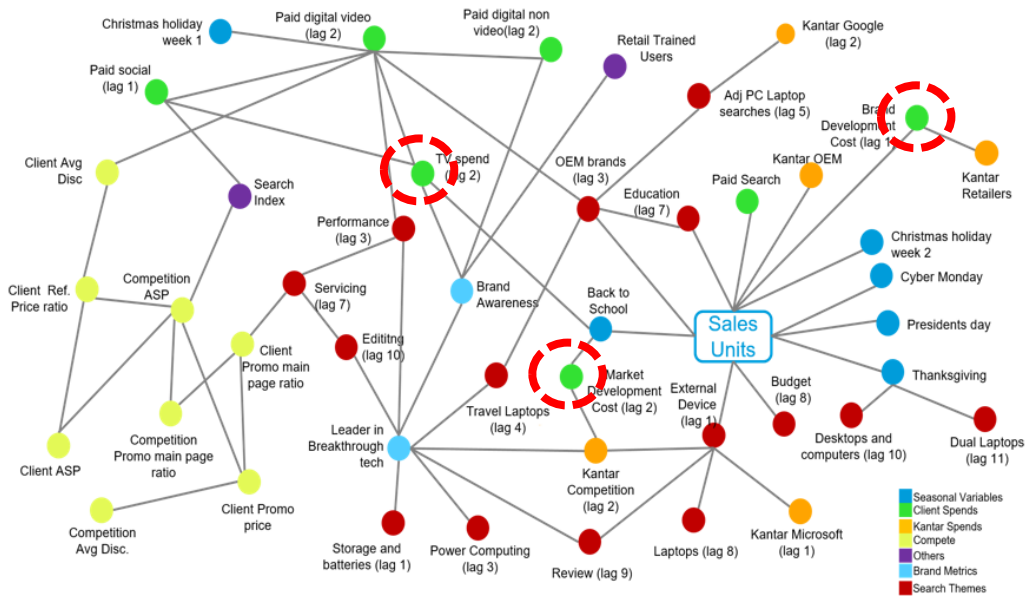 Christmas holiday
week 1
Paid digital video
(lag 2)
Paid digital non
video(lag 2)
Retail Trained
Users
Kantar Google
(lag 2)
Paid social
(lag 1)
Adj PC Laptop
searches (lag 5)
Brand
Development
Cost (lag 1
Kantar
Retailers
Client Avg
Disc
Search
Index
TV spend
(lag 2)
OEM brands
(lag 3)
Education
(lag 7)
Paid Search
Kantar OEM
Performance
(lag 3)
Christmas holiday
week 2
Cyber Monday
Client Ref.
Price ratio
Competition
ASP
Servicing
(lag 7)
Brand
Awareness
Back to
School
Sales
Units
Presidents day
Edititng
(lag 10)
Client
Promo main
page ratio
Market
Development
Cost (lag 2)
External
Device
(lag 1)
Budget
(lag 8)
Thanksgiving
Travel Laptops
(lag 4)
Client ASP
Competition
Promo main page
ratio
Leader in
Breakthrough
tech
Kantar
Competition
(lag 2)
Desktops and
computers (lag 10)
Dual Laptops
(lag 11)
Client Promo
price
Competition
Avg Disc.
Storage and
batteries (lag 1)
Power Computing
(lag 3)
Review (lag 9)
Laptops (lag 8)
Kantar Microsoft
(lag 1)
Seasonal Variables
Client Spends
Kantar Spends
Compete
Others
Brand Metrics
Search Themes